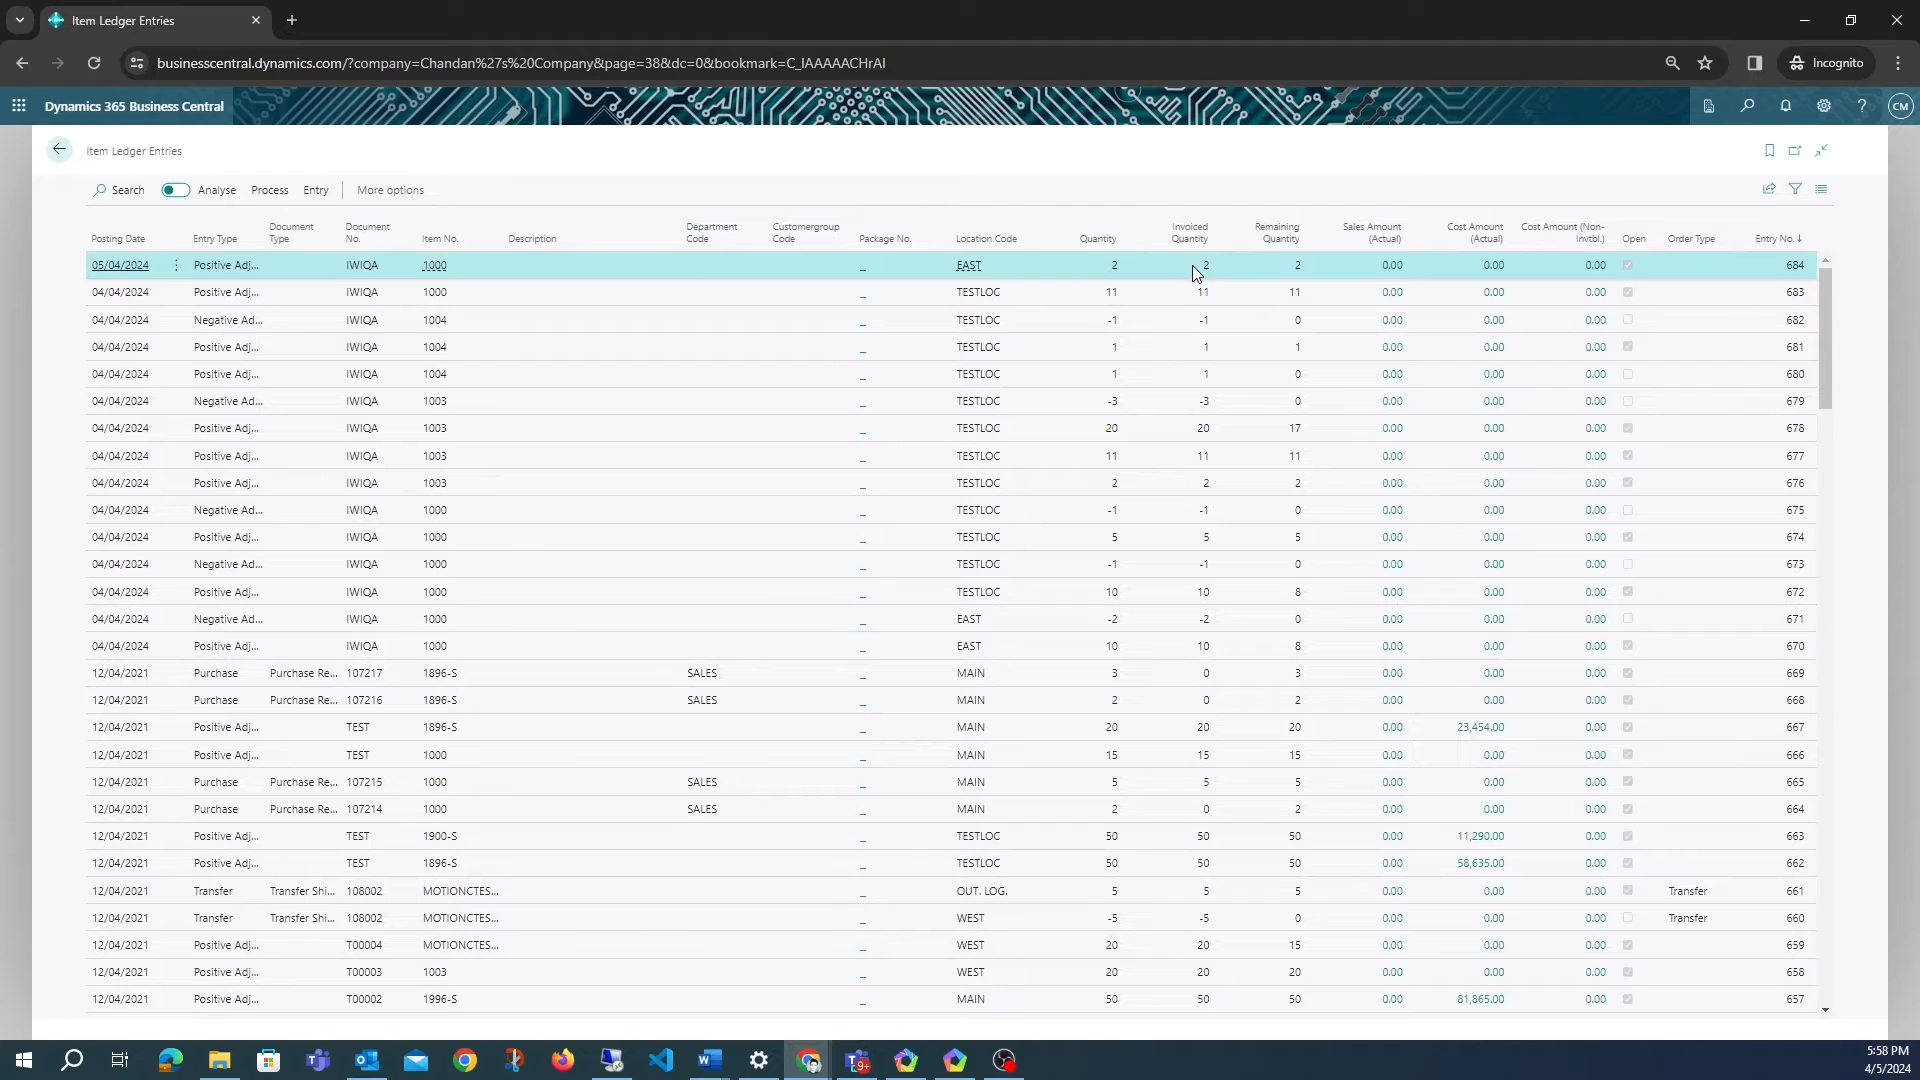 Item Ledger Entries
businesscentral.dynamics.com/?company=Chandan%27s%20Company&page=38&dc=0&bookmark=C_IAAAAACHrAI
Incognito
Dynamics 365 Business Central
CM
Item Ledger Entries
Search Analyse Process Entry More options
Posting Date Entry Type Document Type Document No. Item No. Description Department Code Customergroup Code Package No. Location Code Quantity Invoiced Quantity Remaining Quantity Sales Amount (Actual) Cost Amount (Actual) Cost Amount (Non-Invtbl.) Open Order Type Entry No.↓
05/04/2024 Positive Adj... IWIQA 1000 _ EAST 2 2 2 0.00 0.00 0.00 684
04/04/2024 Positive Adj... IWIQA 1000 _ TESTLOC 11 11 11 0.00 0.00 0.00 683
04/04/2024 Negative Ad... IWIQA 1004 _ TESTLOC -1 -1 0 0.00 0.00 0.00 682
04/04/2024 Positive Adj... IWIQA 1004 _ TESTLOC 1 1 1 0.00 0.00 0.00 681
04/04/2024 Positive Adj... IWIQA 1004 _ TESTLOC 1 1 0 0.00 0.00 0.00 680
04/04/2024 Negative Ad... IWIQA 1003 _ TESTLOC -3 -3 0 0.00 0.00 0.00 679
04/04/2024 Positive Adj... IWIQA 1003 _ TESTLOC 20 20 17 0.00 0.00 0.00 678
04/04/2024 Positive Adj... IWIQA 1003 _ TESTLOC 11 11 11 0.00 0.00 0.00 677
04/04/2024 Positive Adj... IWIQA 1003 _ TESTLOC 2 2 2 0.00 0.00 0.00 676
04/04/2024 Negative Ad... IWIQA 1000 _ TESTLOC -1 -1 0 0.00 0.00 0.00 675
04/04/2024 Positive Adj... IWIQA 1000 _ TESTLOC 5 5 5 0.00 0.00 0.00 674
04/04/2024 Negative Ad... IWIQA 1000 _ TESTLOC -1 -1 0 0.00 0.00 0.00 673
04/04/2024 Positive Adj... IWIQA 1000 _ TESTLOC 10 10 8 0.00 0.00 0.00 672
04/04/2024 Negative Ad... IWIQA 1000 _ EAST -2 -2 0 0.00 0.00 0.00 671
04/04/2024 Positive Adj... IWIQA 1000 _ EAST 10 10 8 0.00 0.00 0.00 670
12/04/2021 Purchase Purchase Re... 107217 1896-S SALES _ MAIN 3 0 3 0.00 0.00 0.00 669
12/04/2021 Purchase Purchase Re... 107216 1896-S SALES _ MAIN 2 0 2 0.00 0.00 0.00 668
12/04/2021 Positive Adj... TEST 1896-S _ MAIN 20 20 20 0.00 23,454.00 0.00 667
12/04/2021 Positive Adj... TEST 1000 _ MAIN 15 15 15 0.00 0.00 0.00 666
12/04/2021 Purchase Purchase Re... 107215 1000 SALES _ MAIN 5 5 5 0.00 0.00 0.00 665
12/04/2021 Purchase Purchase Re... 107214 1000 SALES _ MAIN 2 0 2 0.00 0.00 0.00 664
12/04/2021 Positive Adj... TEST 1900-S _ TESTLOC 50 50 50 0.00 11,290.00 0.00 663
12/04/2021 Positive Adj... TEST 1896-S _ TESTLOC 50 50 50 0.00 58,635.00 0.00 662
12/04/2021 Transfer Transfer Shi... 108002 MOTIONCTES... _ OUT. LOG. 5 5 5 0.00 0.00 0.00 Transfer 661
12/04/2021 Transfer Transfer Shi... 108002 MOTIONCTES... _ WEST -5 -5 0 0.00 0.00 0.00 Transfer 660
12/04/2021 Positive Adj... T00004 MOTIONCTES... _ WEST 20 20 15 0.00 0.00 0.00 659
12/04/2021 Positive Adj... T00003 1003 _ WEST 20 20 20 0.00 0.00 0.00 658
12/04/2021 Positive Adj... T00002 1996-S _ MAIN 50 50 50 0.00 81,865.00 0.00 657
9+
5:58 PM
4/5/2024